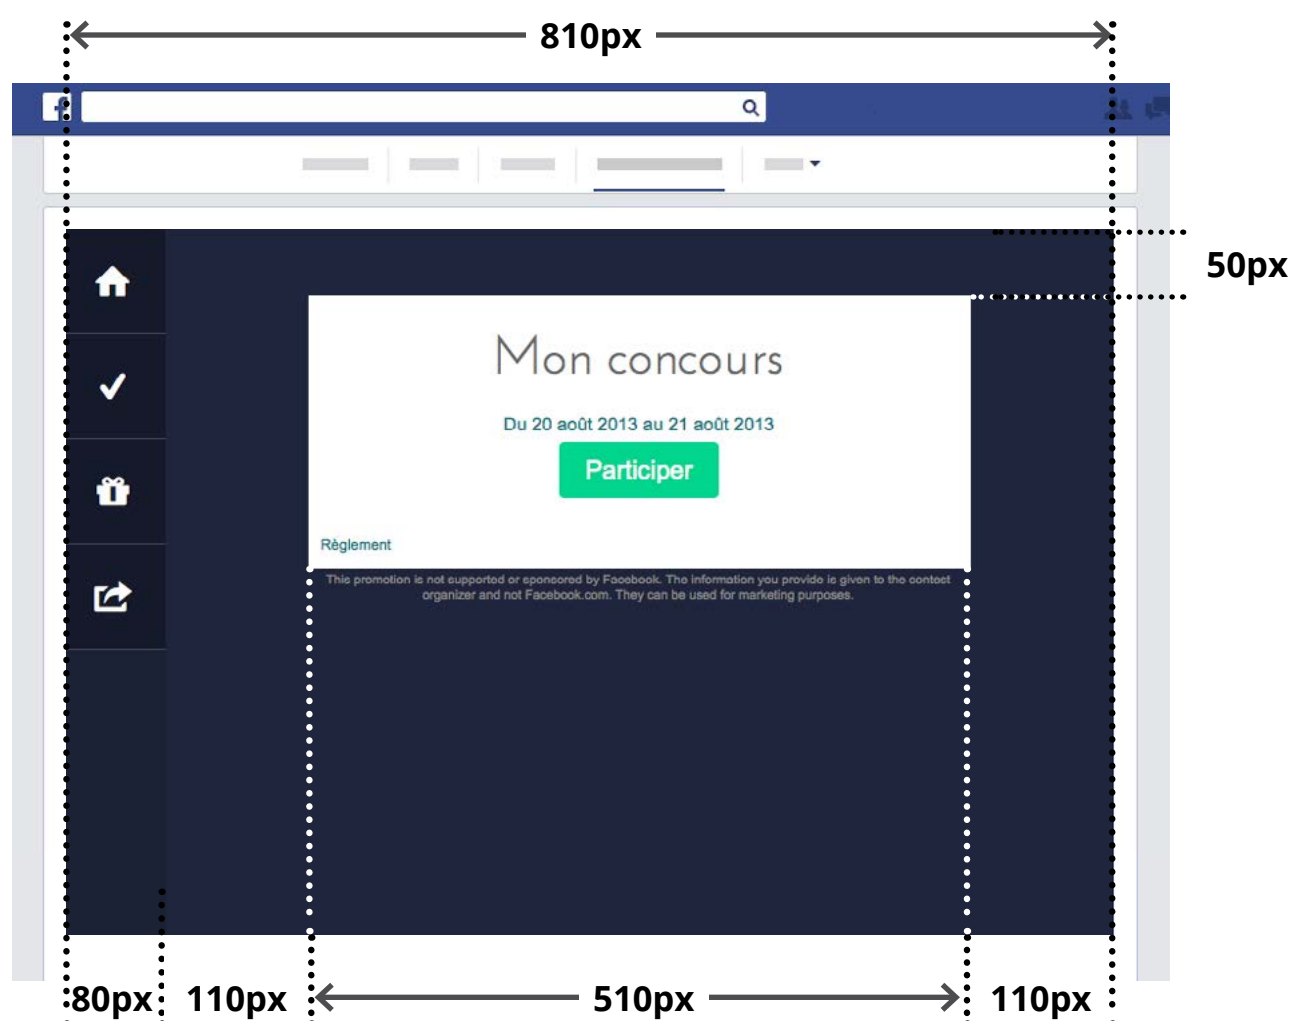 810px
f
50px
Mon concours
Du 20 août 2013 au 21 août 2013
Participer
Règlement
This promotion is not supported or sponsored by Facebook. The information you provide is given to the contest
organizer and not Facebook.com. They can be used for marketing purposes.
80px 110px 510px 110px